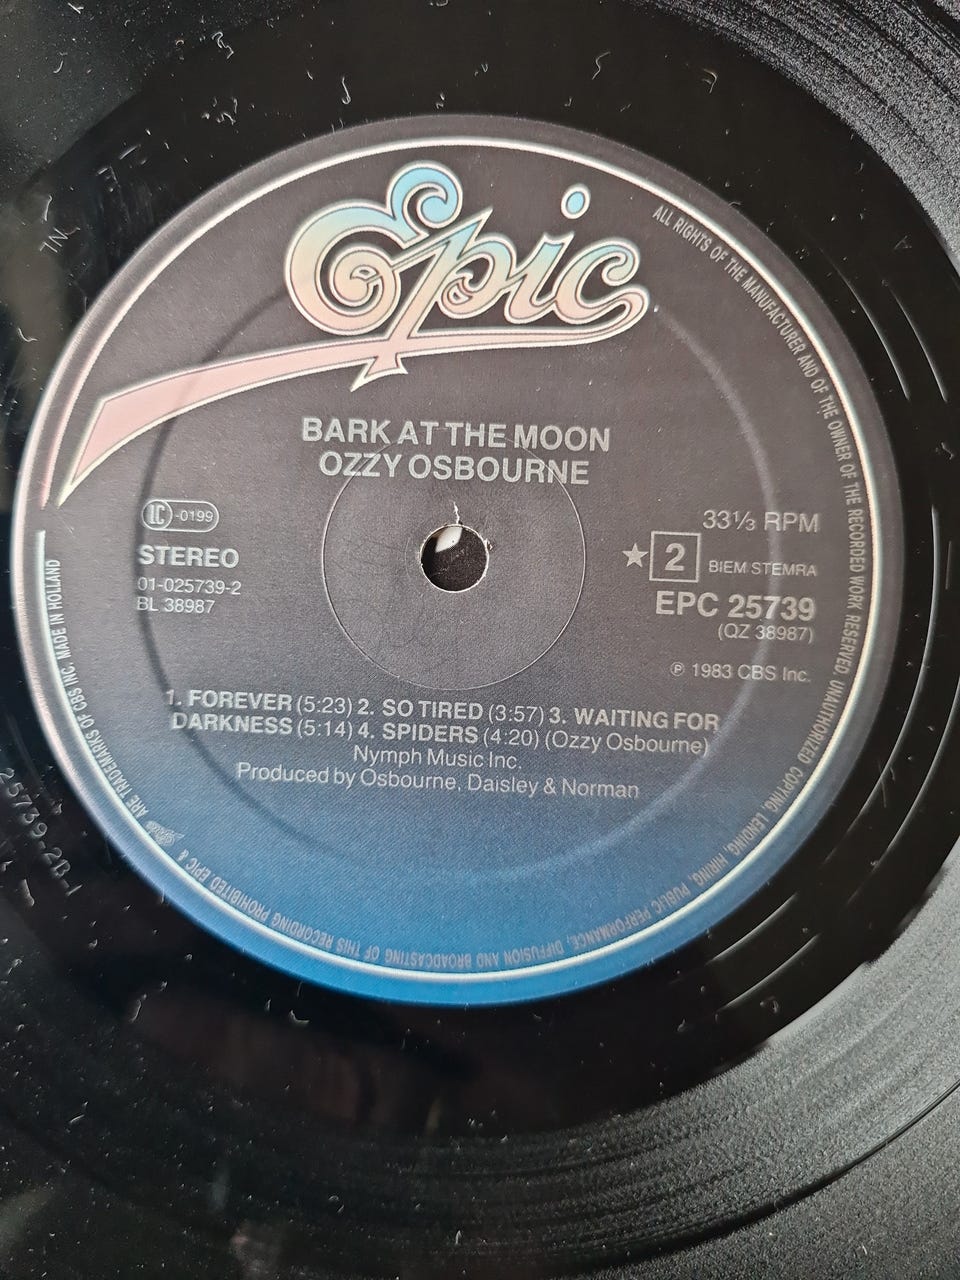 Epic
BARK AT THE MOON
OZZY OSBOURNE
LC-0199
STEREO
01-025739-2
BL 38987
33⅓ RPM
★ 2 BIEM STEMRA
EPC 25739
(QZ 38987)
℗ 1983 CBS Inc.
1. FOREVER (5:23) 2. SO TIRED (3:57) 3. WAITING FOR
DARKNESS (5:14) 4. SPIDERS (4:20) (Ozzy Osbourne)
Nymph Music Inc.
Produced by Osbourne, Daisley & Norman
ALL RIGHTS OF THE MANUFACTURER AND OF THE OWNER OF THE RECORDED WORK RESERVED. UNAUTHORIZED COPYING, LENDING, HIRING, PUBLIC PERFORMANCE, DIFFUSION AND BROADCASTING OF THIS RECORDING PROHIBITED. EPIC & Epic ARE TRADEMARKS OF CBS INC. MADE IN HOLLAND
25739-2B-1